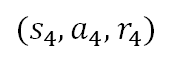 (s₄, a₄, r₄)